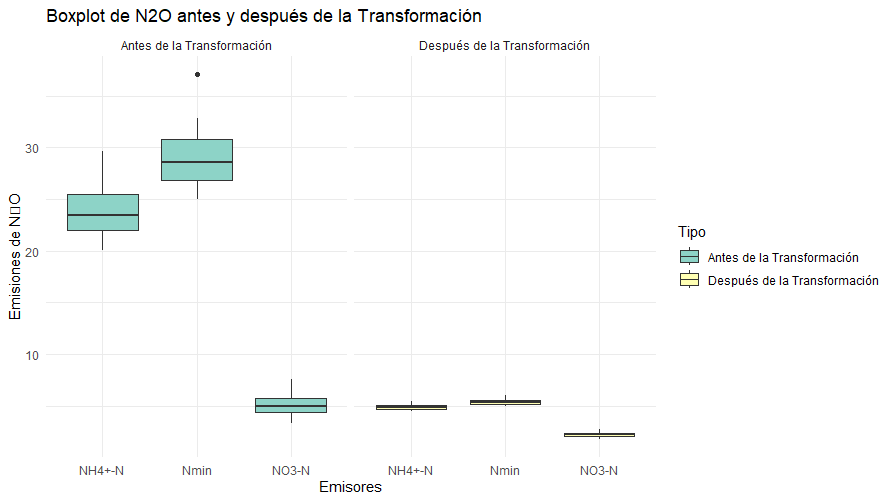 Boxplot de N2O antes y después de la Transformación
Antes de la Transformación
Después de la Transformación
Emisiones de N▯O
30
20
10
NH4+-N
Nmin
NO3-N
NH4+-N
Nmin
NO3-N
Emisores
Tipo
Antes de la Transformación
Después de la Transformación